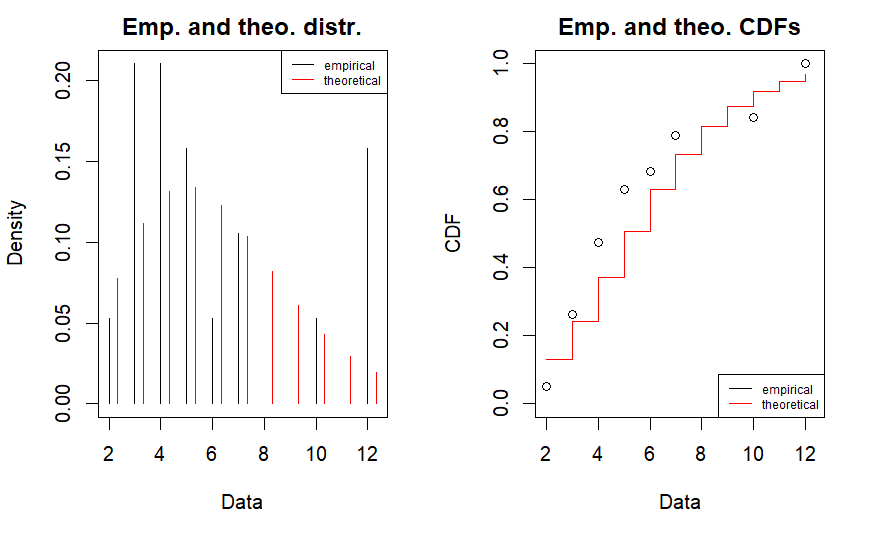 Emp. and theo. distr.
Density
0.00 0.05 0.10 0.15 0.20
empirical
theoretical
2 4 6 8 10 12
Data
Emp. and theo. CDFs
CDF
0.0 0.2 0.4 0.6 0.8 1.0
empirical
theoretical
2 4 6 8 10 12
Data